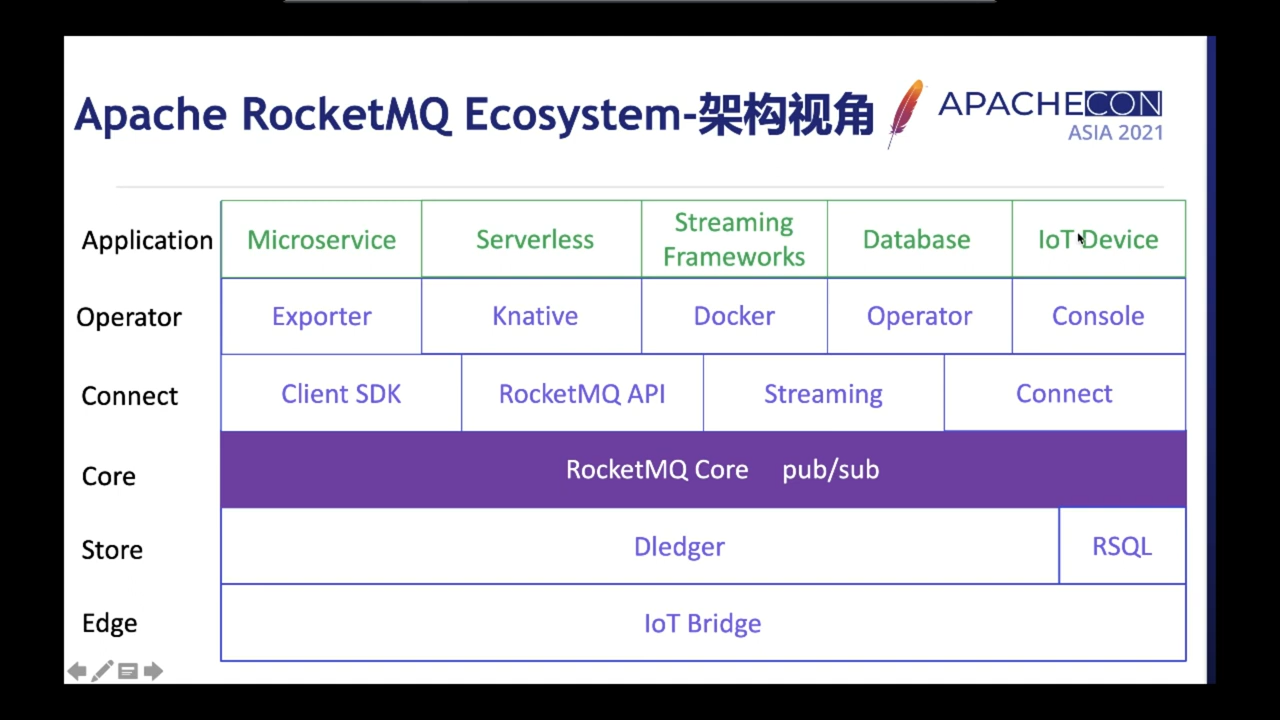 Apache RocketMQ Ecosystem-架构视角
APACHECON
ASIA 2021
Application
Microservice
Serverless
Streaming
Frameworks
Database
IoT Device
Operator
Exporter
Knative
Docker
Operator
Console
Connect
Client SDK
RocketMQ API
Streaming
Connect
Core
RocketMQ Core pub/sub
Store
Dledger
RSQL
Edge
IoT Bridge